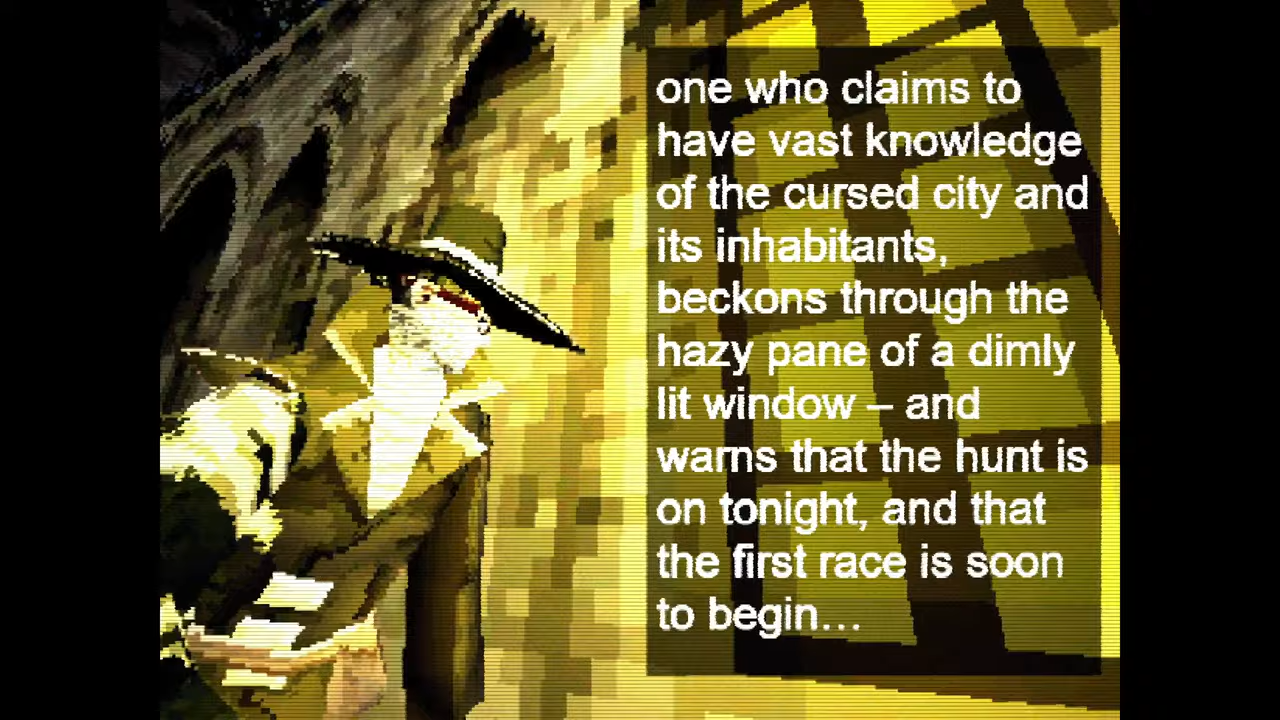 one who claims to
have vast knowledge
of the cursed city and
its inhabitants,
beckons through the
hazy pane of a dimly
lit window – and
warns that the hunt is
on tonight, and that
the first race is soon
to begin…